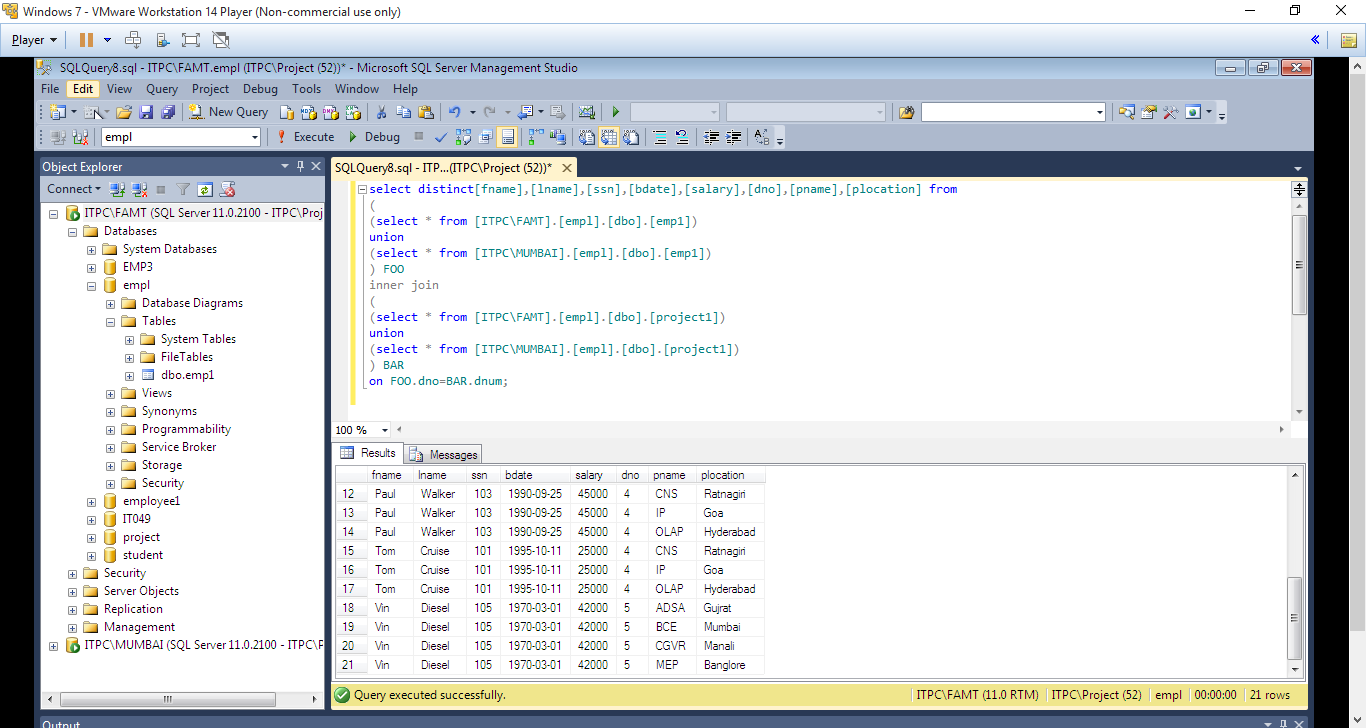 Windows 7 - VMware Workstation 14 Player (Non-commercial use only)
Player
SQLQuery8.sql - ITPC\FAMT.empl (ITPC\Project (52))* - Microsoft SQL Server Management Studio
File Edit View Query Project Debug Tools Window Help
New Query
empl Execute Debug
Object Explorer
Connect
ITPC\FAMT (SQL Server 11.0.2100 - ITPC\Proj
Databases
System Databases
EMP3
empl
Database Diagrams
Tables
System Tables
FileTables
dbo.emp1
Views
Synonyms
Programmability
Service Broker
Storage
Security
employee1
IT049
project
student
Security
Server Objects
Replication
Management
ITPC\MUMBAI (SQL Server 11.0.2100 - ITPC\F
SQLQuery8.sql - ITP...(ITPC\Project (52))*
select distinct[fname],[lname],[ssn],[bdate],[salary],[dno],[pname],[plocation] from
(
(select * from [ITPC\FAMT].[empl].[dbo].[emp1])
union
(select * from [ITPC\MUMBAI].[empl].[dbo].[emp1])
) FOO
inner join
(
(select * from [ITPC\FAMT].[empl].[dbo].[project1])
union
(select * from [ITPC\MUMBAI].[empl].[dbo].[project1])
) BAR
on FOO.dno=BAR.dnum;
100 %
Results Messages
fname lname ssn bdate salary dno pname plocation
12 Paul Walker 103 1990-09-25 45000 4 CNS Ratnagiri
13 Paul Walker 103 1990-09-25 45000 4 IP Goa
14 Paul Walker 103 1990-09-25 45000 4 OLAP Hyderabad
15 Tom Cruise 101 1995-10-11 25000 4 CNS Ratnagiri
16 Tom Cruise 101 1995-10-11 25000 4 IP Goa
17 Tom Cruise 101 1995-10-11 25000 4 OLAP Hyderabad
18 Vin Diesel 105 1970-03-01 42000 5 ADSA Gujrat
19 Vin Diesel 105 1970-03-01 42000 5 BCE Mumbai
20 Vin Diesel 105 1970-03-01 42000 5 CGVR Manali
21 Vin Diesel 105 1970-03-01 42000 5 MEP Banglore
Query executed successfully. ITPC\FAMT (11.0 RTM) ITPC\Project (52) empl 00:00:00 21 rows
Output